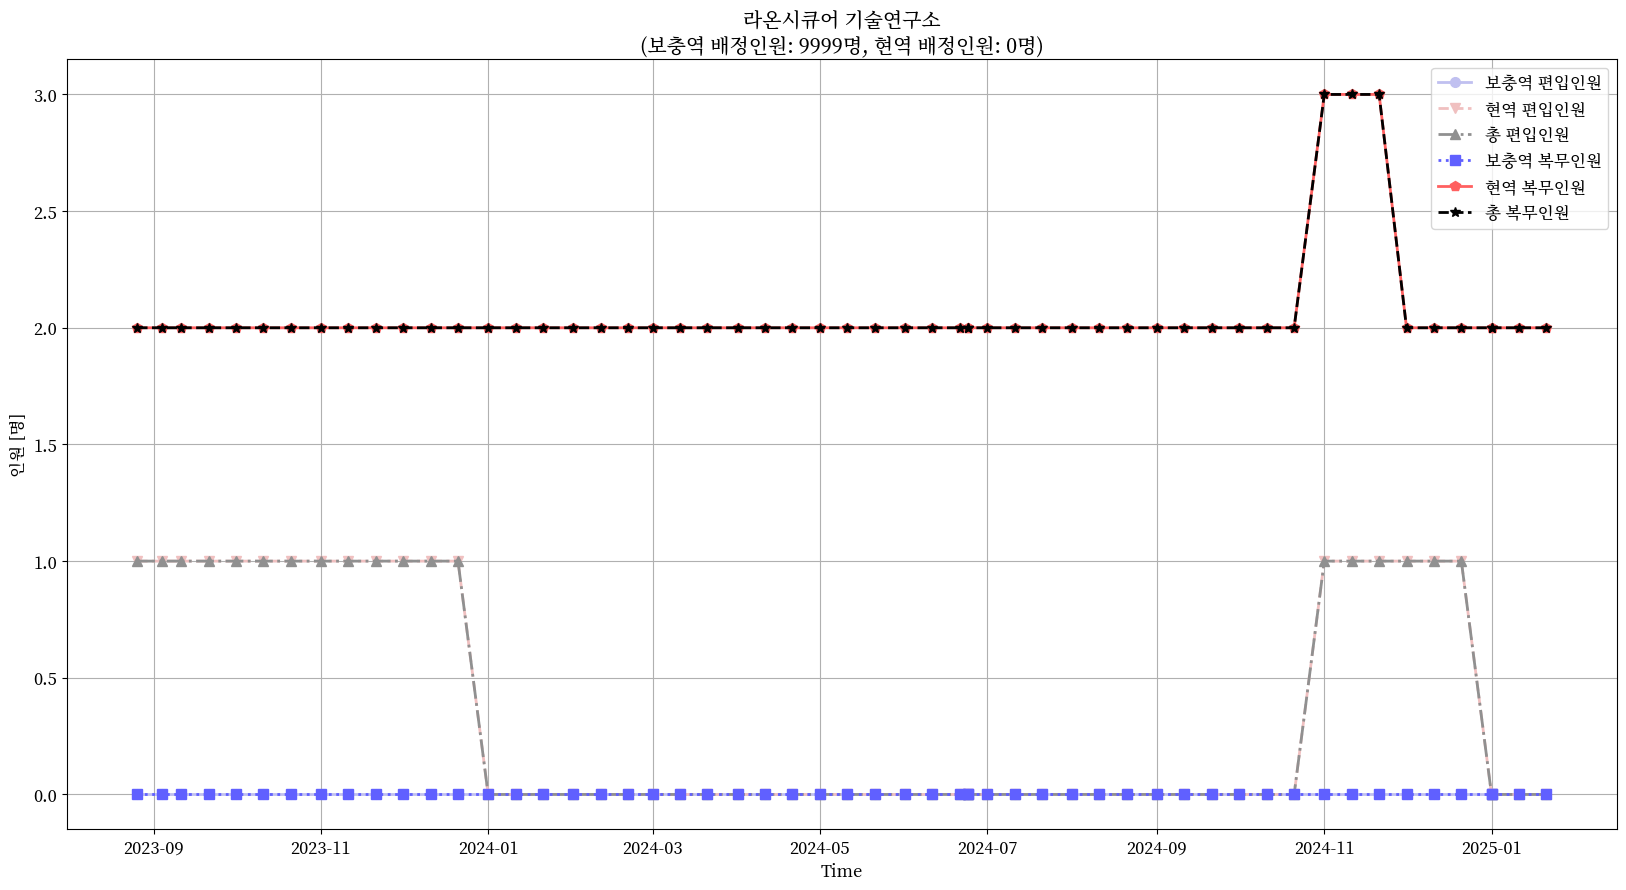 라온시큐어 기술연구소
(보충역 배정인원: 9999명, 현역 배정인원: 0명)
보충역 편입인원
현역 편입인원
총 편입인원
보충역 복무인원
현역 복무인원
총 복무인원
인원 [명]
3.0
2.5
2.0
1.5
1.0
0.5
0.0
2023-09
2023-11
2024-01
2024-03
2024-05
2024-07
2024-09
2024-11
2025-01
Time